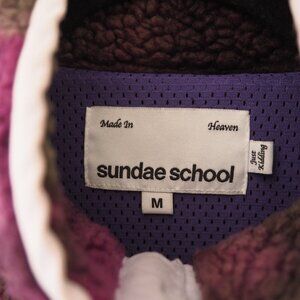 Made In Heaven
Just
Kidding
sundae school
M